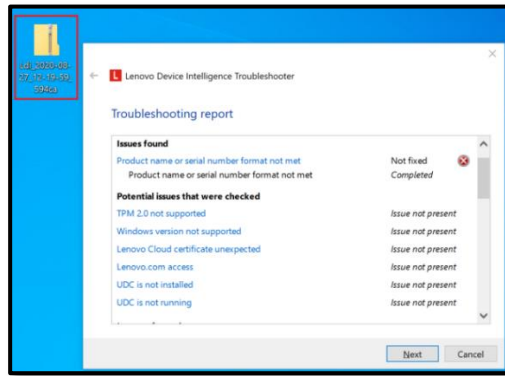 Lenovo Device Intelligence Troubleshooter
Troubleshooting report
Issues found
Product name or serial number format not met Not fixed
Product name or serial number format not met Completed
Potential issues that were checked
TPM 2.0 not supported Issue not present
Windows version not supported Issue not present
Lenovo Cloud certificate unexpected Issue not present
Lenovo.com access Issue not present
UDC is not installed Issue not present
UDC is not running Issue not present
Next Cancel